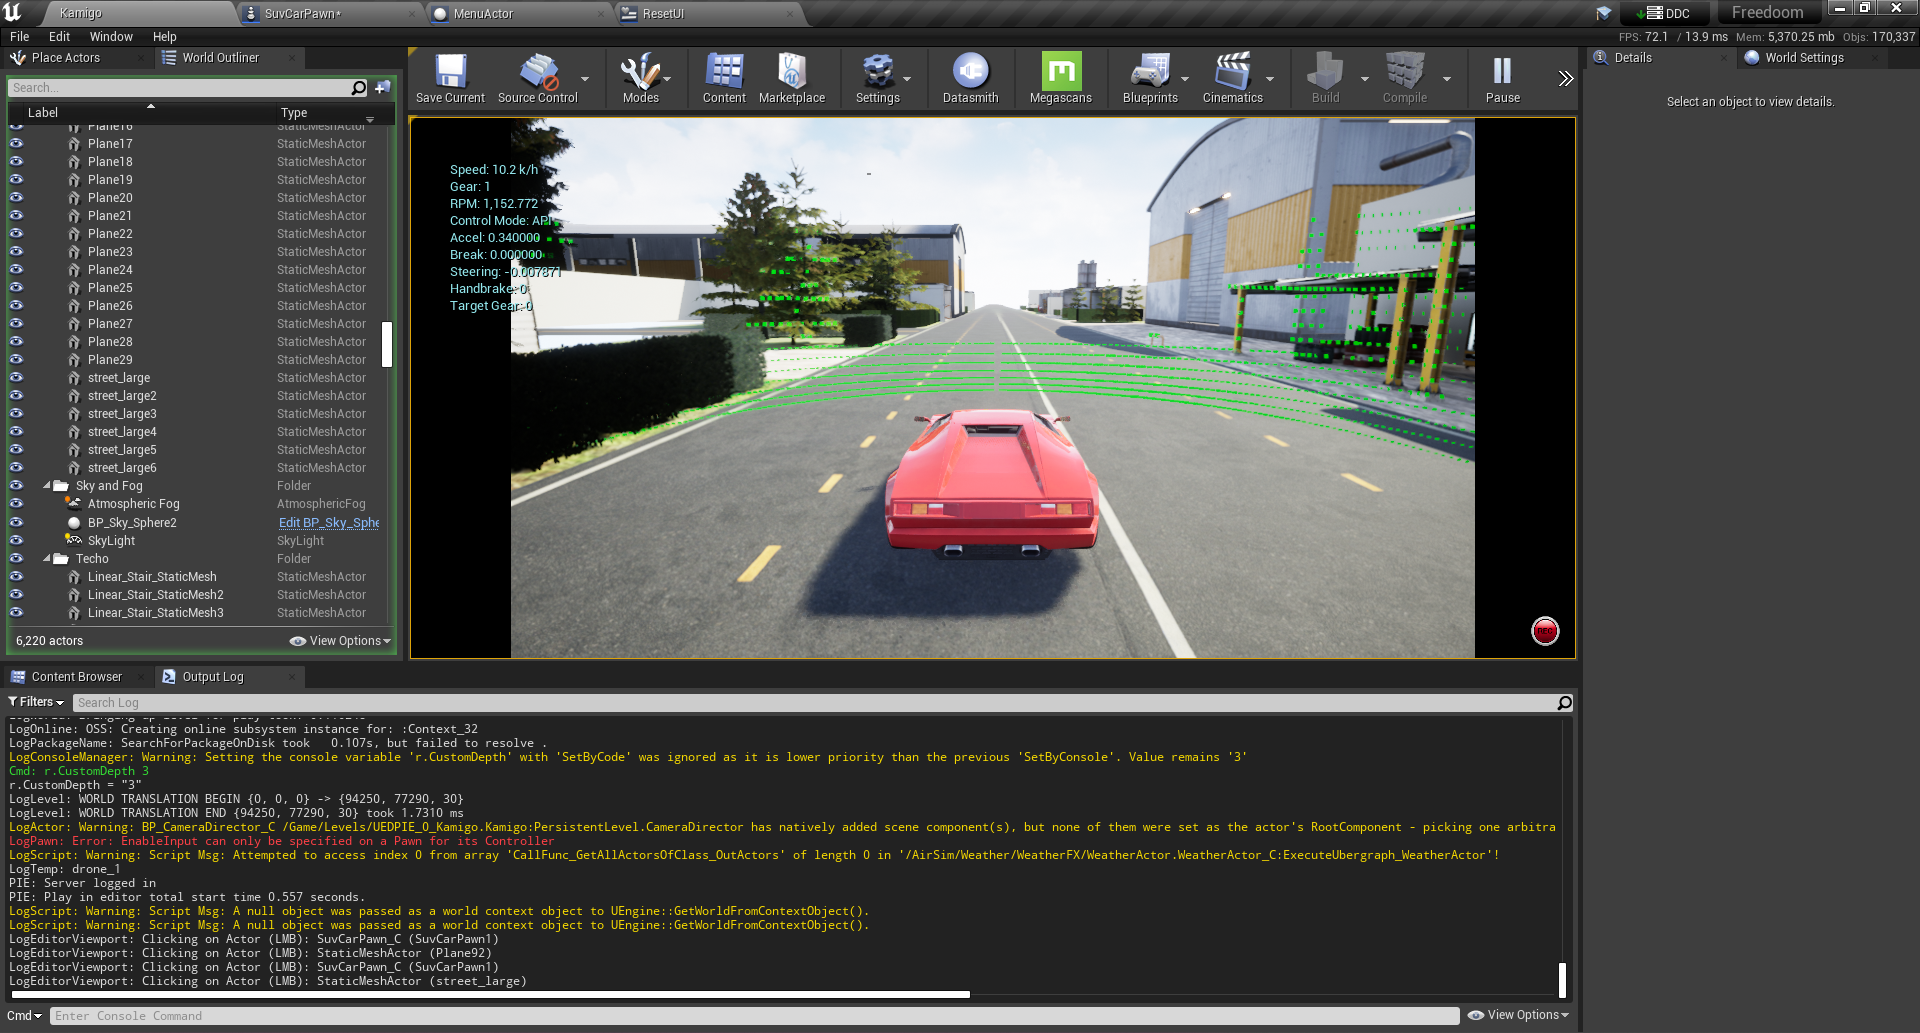 Kamigo
SuvCarPawn*
MenuActor
ResetUI
DDC
Freedoom
File
Edit
Window
Help
FPS: 72.1 / 13.9 ms Mem: 5,370.25 mb Objs: 170,337
Place Actors
World Outliner
Search...
Label
Type
Plane16 StaticMeshActor
Plane17 StaticMeshActor
Plane18 StaticMeshActor
Plane19 StaticMeshActor
Plane20 StaticMeshActor
Plane21 StaticMeshActor
Plane22 StaticMeshActor
Plane23 StaticMeshActor
Plane24 StaticMeshActor
Plane25 StaticMeshActor
Plane26 StaticMeshActor
Plane27 StaticMeshActor
Plane28 StaticMeshActor
Plane29 StaticMeshActor
street_large StaticMeshActor
street_large2 StaticMeshActor
street_large3 StaticMeshActor
street_large4 StaticMeshActor
street_large5 StaticMeshActor
street_large6 StaticMeshActor
Sky and Fog Folder
Atmospheric Fog AtmosphericFog
BP_Sky_Sphere2 Edit BP_Sky_Sphe
SkyLight SkyLight
Techo Folder
Linear_Stair_StaticMesh StaticMeshActor
Linear_Stair_StaticMesh2 StaticMeshActor
Linear_Stair_StaticMesh3 StaticMeshActor
6,220 actors
View Options
Save Current
Source Control
Modes
Content
Marketplace
Settings
Datasmith
Megascans
Blueprints
Cinematics
Build
Compile
Pause
Speed: 10.2 k/h
Gear: 1
RPM: 1,152.772
Control Mode: API
Accel: 0.340000
Break: 0.000000
Steering: -0.007871
Handbrake: 0
Target Gear: 0
REC
Details
World Settings
Select an object to view details.
Content Browser
Output Log
Filters
Search Log
LogOnline: OSS: Creating online subsystem instance for: :Context_32
LogPackageName: SearchForPackageOnDisk took   0.107s, but failed to resolve .
LogConsoleManager: Warning: Setting the console variable 'r.CustomDepth' with 'SetByCode' was ignored as it is lower priority than the previous 'SetByConsole'. Value remains '3'
Cmd: r.CustomDepth 3
r.CustomDepth = "3"
LogLevel: WORLD TRANSLATION BEGIN {0, 0, 0} -> {94250, 77290, 30}
LogLevel: WORLD TRANSLATION END {94250, 77290, 30} took 1.7310 ms
LogActor: Warning: BP_CameraDirector_C /Game/Levels/UEDPIE_0_Kamigo.Kamigo:PersistentLevel.CameraDirector has natively added scene component(s), but none of them were set as the actor's RootComponent - picking one arbitra
LogPawn: Error: EnableInput can only be specified on a Pawn for its Controller
LogScript: Warning: Script Msg: Attempted to access index 0 from array 'CallFunc_GetAllActorsOfClass_OutActors' of length 0 in '/AirSim/Weather/WeatherFX/WeatherActor.WeatherActor_C:ExecuteUbergraph_WeatherActor'!
LogTemp: drone_1
PIE: Server logged in
PIE: Play in editor total start time 0.557 seconds.
LogScript: Warning: Script Msg: A null object was passed as a world context object to UEngine::GetWorldFromContextObject().
LogScript: Warning: Script Msg: A null object was passed as a world context object to UEngine::GetWorldFromContextObject().
LogEditorViewport: Clicking on Actor (LMB): SuvCarPawn_C (SuvCarPawn1)
LogEditorViewport: Clicking on Actor (LMB): StaticMeshActor (Plane92)
LogEditorViewport: Clicking on Actor (LMB): SuvCarPawn_C (SuvCarPawn1)
LogEditorViewport: Clicking on Actor (LMB): StaticMeshActor (street_large)
Cmd
Enter Console Command
View Options